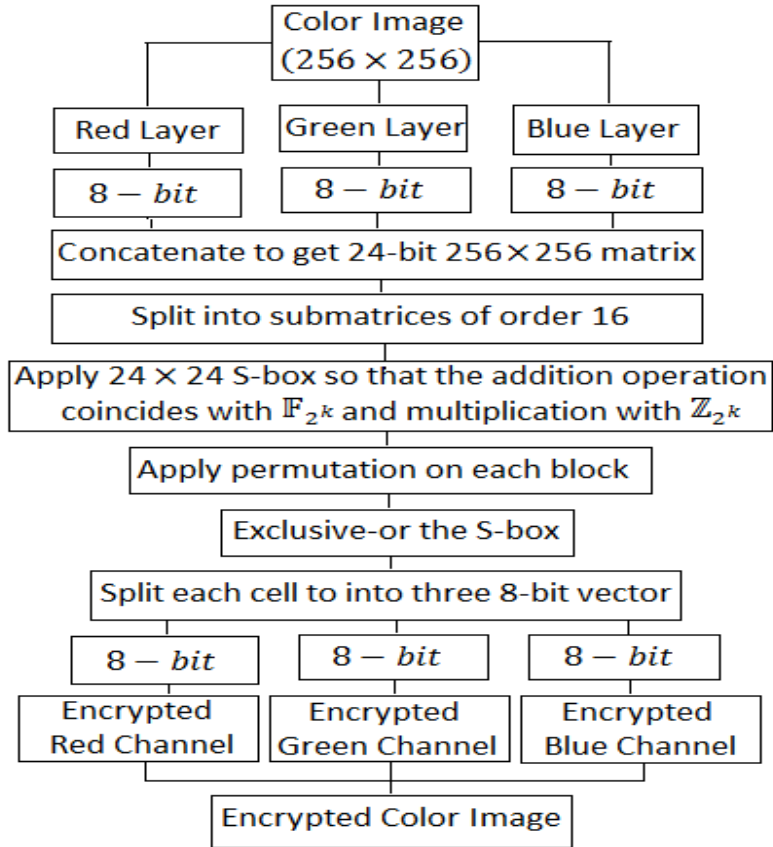 Color Image
(256 × 256)
Red Layer
Green Layer
Blue Layer
8 − bit
8 − bit
8 − bit
Concatenate to get 24-bit 256×256 matrix
Split into submatrices of order 16
Apply 24 × 24 S-box so that the addition operation
coincides with 𝔽_{2^k} and multiplication with ℤ_{2^k}
Apply permutation on each block
Exclusive-or the S-box
Split each cell to into three 8-bit vector
8 − bit
8 − bit
8 − bit
Encrypted
Red Channel
Encrypted
Green Channel
Encrypted
Blue Channel
Encrypted Color Image